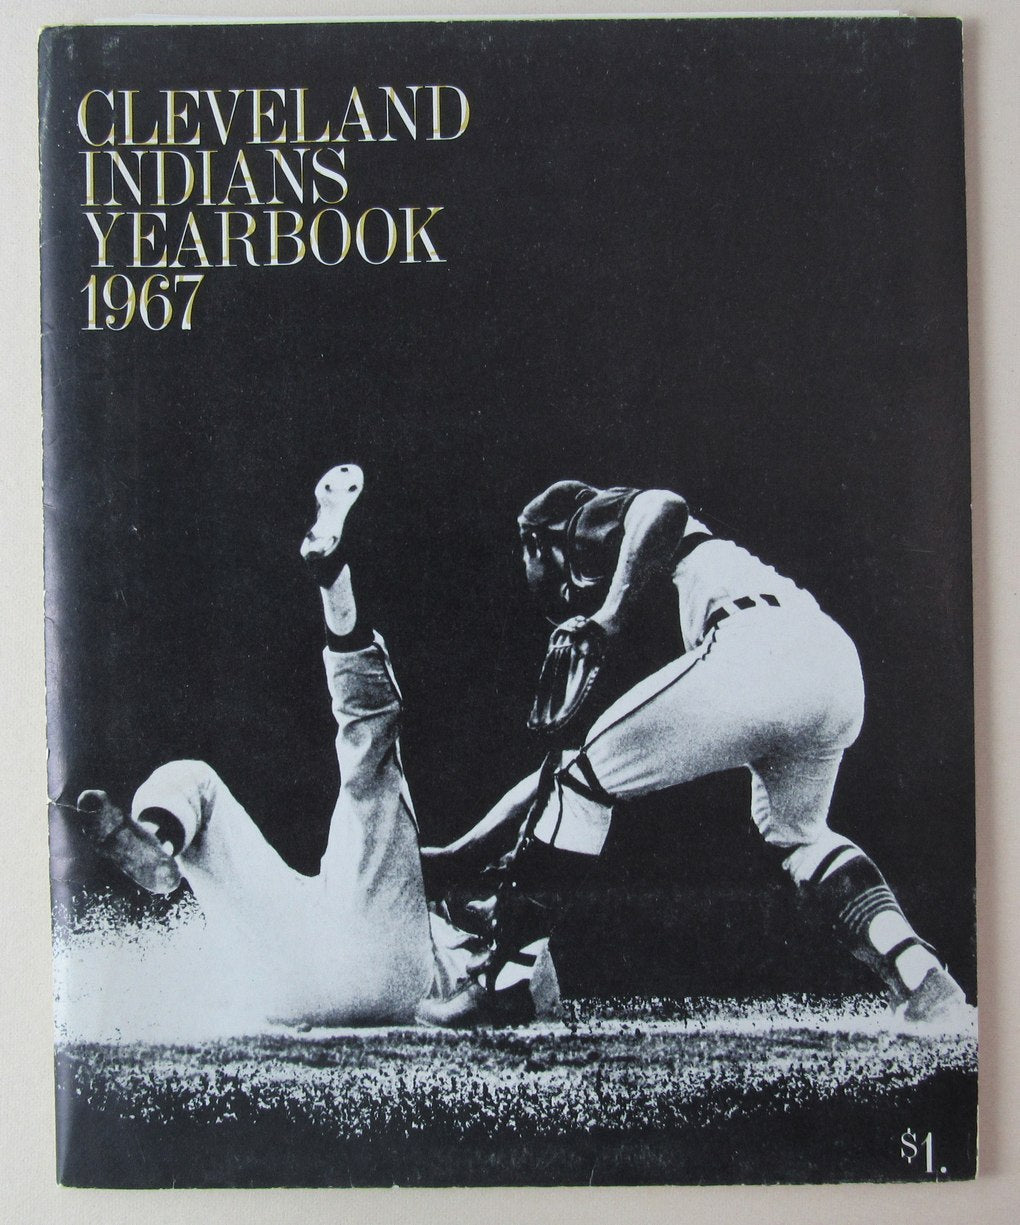 CLEVELAND
INDIANS
YEARBOOK
1967
$1.